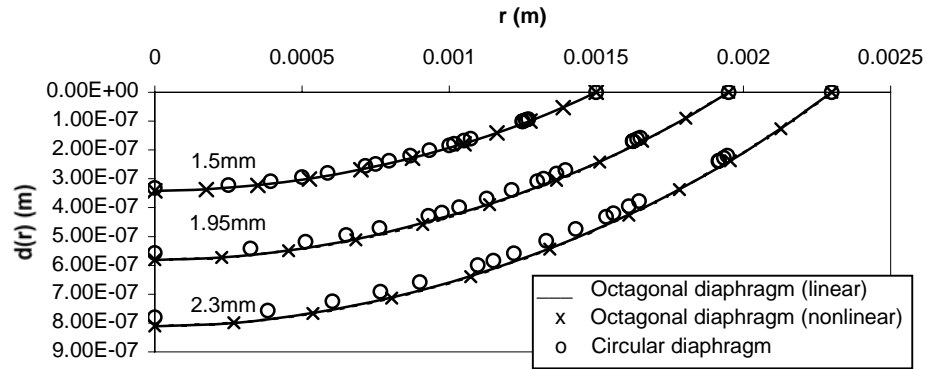 r (m)
0 0.0005 0.001 0.0015 0.002 0.0025
0.00E+00
1.00E-07
2.00E-07
3.00E-07
4.00E-07
5.00E-07
6.00E-07
7.00E-07
8.00E-07
9.00E-07
d(r) (m)
1.5mm
1.95mm
2.3mm
Octagonal diaphragm (linear)
x Octagonal diaphragm (nonlinear)
o Circular diaphragm